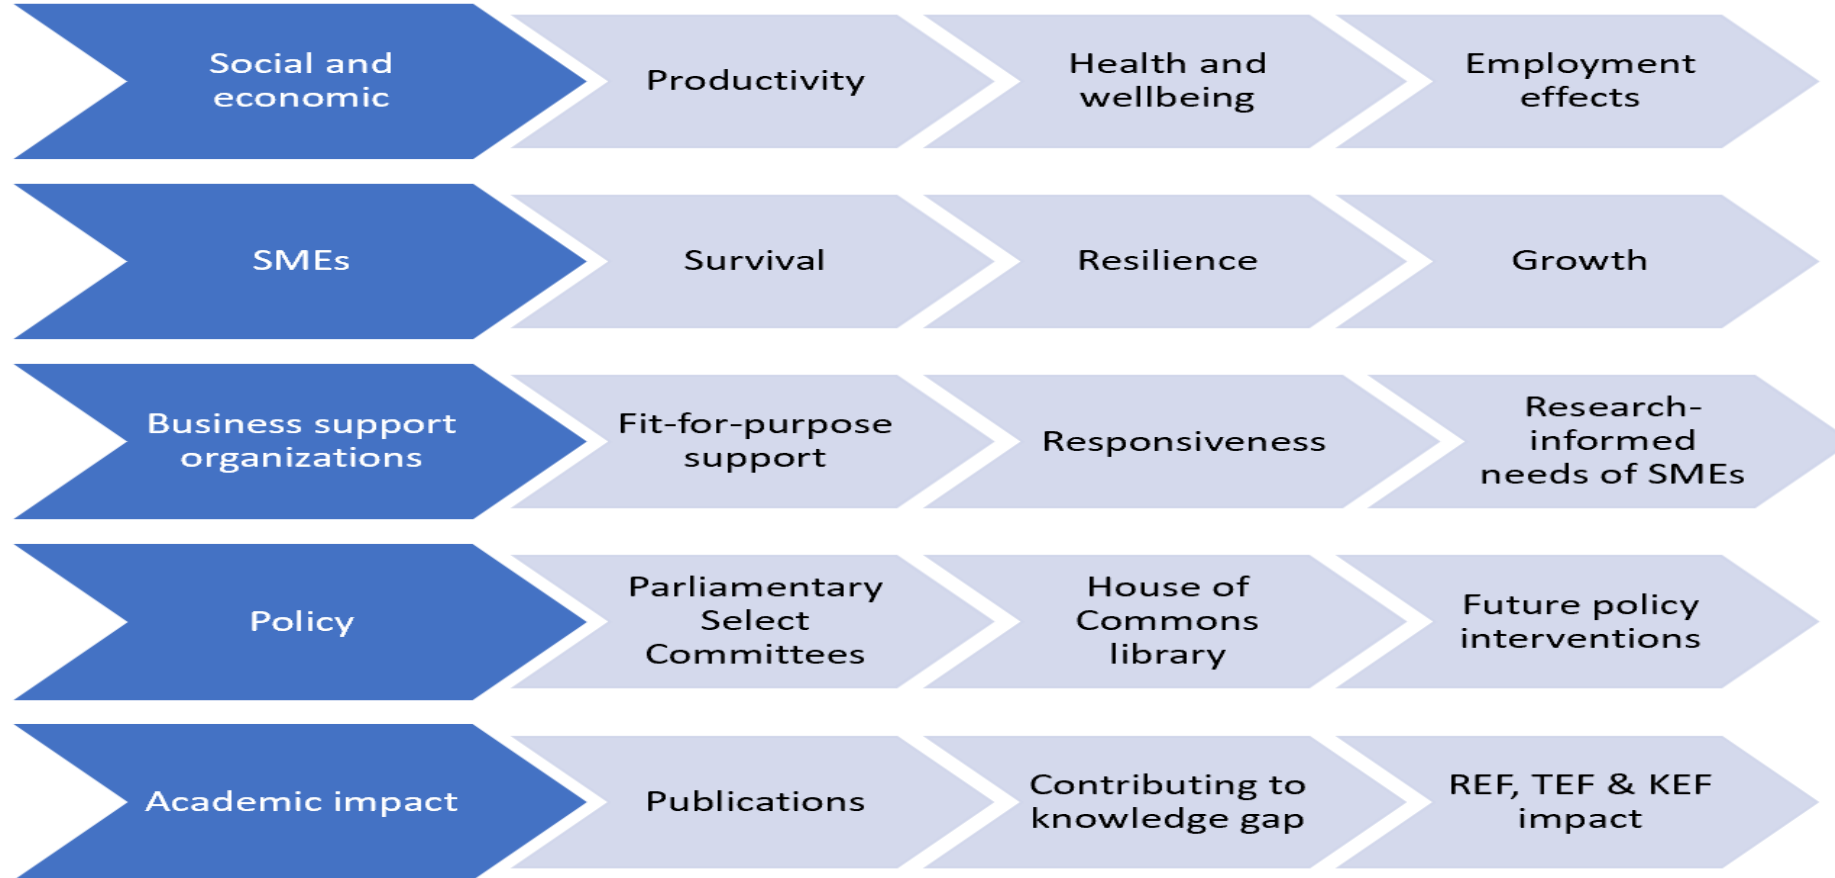 Social and
economic
Productivity
Health and
wellbeing
Employment
effects
SMEs
Survival
Resilience
Growth
Business support
organizations
Fit-for-purpose
support
Responsiveness
Research-
informed
needs of SMEs
Policy
Parliamentary
Select
Committees
House of
Commons
library
Future policy
interventions
Academic impact
Publications
Contributing to
knowledge gap
REF, TEF & KEF
impact